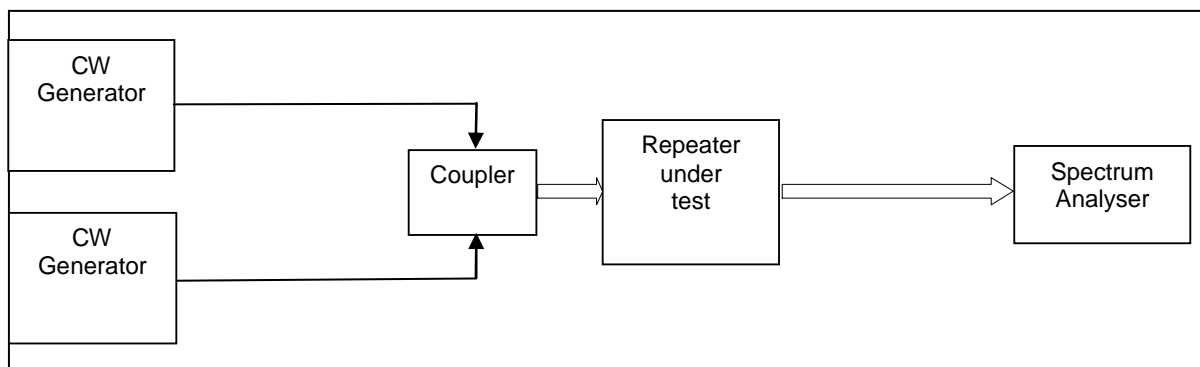 CW
Generator
CW
Generator
Coupler
Repeater
under
test
Spectrum
Analyser